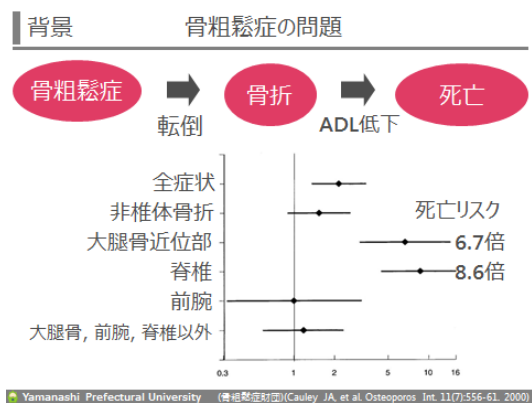 背景 骨粗鬆症の問題
骨粗鬆症 骨折 死亡
転倒 ADL低下
全症状
非椎体骨折 死亡リスク
大腿骨近位部 6.7倍
脊椎 8.6倍
前腕
大腿骨, 前腕, 脊椎以外
0.3 1 2 5 10 16
Yamanashi Prefectural University (骨粗鬆症財団)(Cauley JA, et al. Osteoporos Int. 11(7):556-61. 2000)